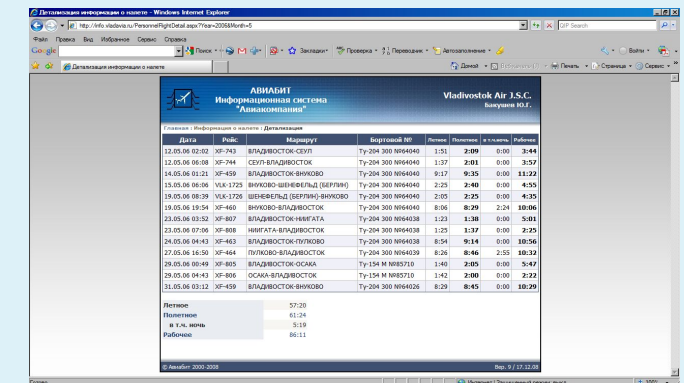 Детализация информации о налете - Windows Internet Explorer
http://info.vladavia.ru/PersonnelFlightDetail.aspx?Year=2006&Month=5
QIP Search
Файл Правка Вид Избранное Сервис Справка
Google Поиск Закладки Проверка Переводчик Автозаполнение Войти
Детализация информации о налете Домой Печать Страница Сервис
АВИАБИТ
Информационная система
"Авиакомпания"
Vladivostok Air J.S.C.
Бакушев Ю.Г.
Главная : Информация о налете : Детализация
Дата Рейс Маршрут Бортовой № Летное Полетное в т.ч.ночь Рабочее
12.05.06 02:02 XF-743 ВЛАДИВОСТОК-СЕУЛ Ту-204 300 №64040 1:51 2:09 0:00 3:44
12.05.06 06:08 XF-744 СЕУЛ-ВЛАДИВОСТОК Ту-204 300 №64040 1:37 2:01 0:00 3:57
14.05.06 01:21 XF-459 ВЛАДИВОСТОК-ВНУКОВО Ту-204 300 №64040 9:17 9:35 0:00 11:22
15.05.06 06:06 VLK-1725 ВНУКОВО-ШЕНЕФЕЛЬД (БЕРЛИН) Ту-204 300 №64040 2:25 2:40 0:00 4:55
19.05.06 08:39 VLK-1726 ШЕНЕФЕЛЬД (БЕРЛИН)-ВНУКОВО Ту-204 300 №64040 2:05 2:25 0:00 4:35
19.05.06 19:54 XF-460 ВНУКОВО-ВЛАДИВОСТОК Ту-204 300 №64040 8:06 8:29 2:24 10:06
23.05.06 03:52 XF-807 ВЛАДИВОСТОК-НИИГАТА Ту-204 300 №64038 1:23 1:38 0:00 5:01
23.05.06 07:06 XF-808 НИИГАТА-ВЛАДИВОСТОК Ту-204 300 №64038 1:25 1:37 0:00 2:25
24.05.06 04:43 XF-463 ВЛАДИВОСТОК-ПУЛКОВО Ту-204 300 №64038 8:54 9:14 0:00 10:56
27.05.06 16:50 XF-464 ПУЛКОВО-ВЛАДИВОСТОК Ту-204 300 №64039 8:26 8:46 2:55 10:32
29.05.06 00:49 XF-805 ВЛАДИВОСТОК-ОСАКА Ту-154 М №85710 1:40 2:05 0:00 5:47
29.05.06 04:43 XF-806 ОСАКА-ВЛАДИВОСТОК Ту-154 М №85710 1:42 2:00 0:00 2:22
31.05.06 03:12 XF-459 ВЛАДИВОСТОК-ВНУКОВО Ту-204 300 №64026 8:29 8:45 0:00 10:29
Летное 57:20
Полетное 61:24
в т.ч. ночь 5:19
Рабочее 86:11
© Авиабит 2000-2008 Вер. 9 / 17.12.08